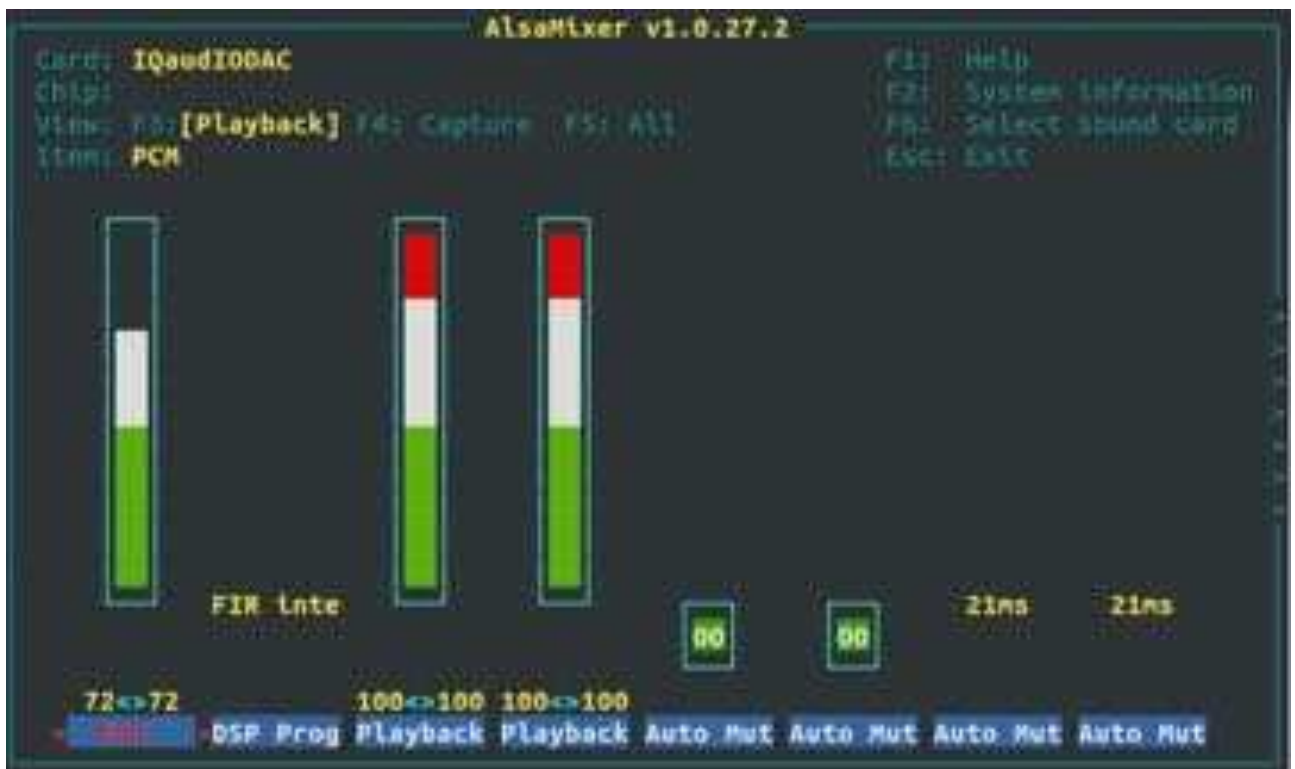 AlsaMixer v1.0.27.2
Card: IQaudIODAC F1: Help
Chip: F2: System information
View: F3:[Playback] F4: Capture F5: All F6: Select sound card
Item: PCM Esc: Exit
FIR inte 21ms 21ms
00 00
72<>72 100<>100 100<>100
DSP Prog Playback Playback Auto Mut Auto Mut Auto Mut Auto Mut